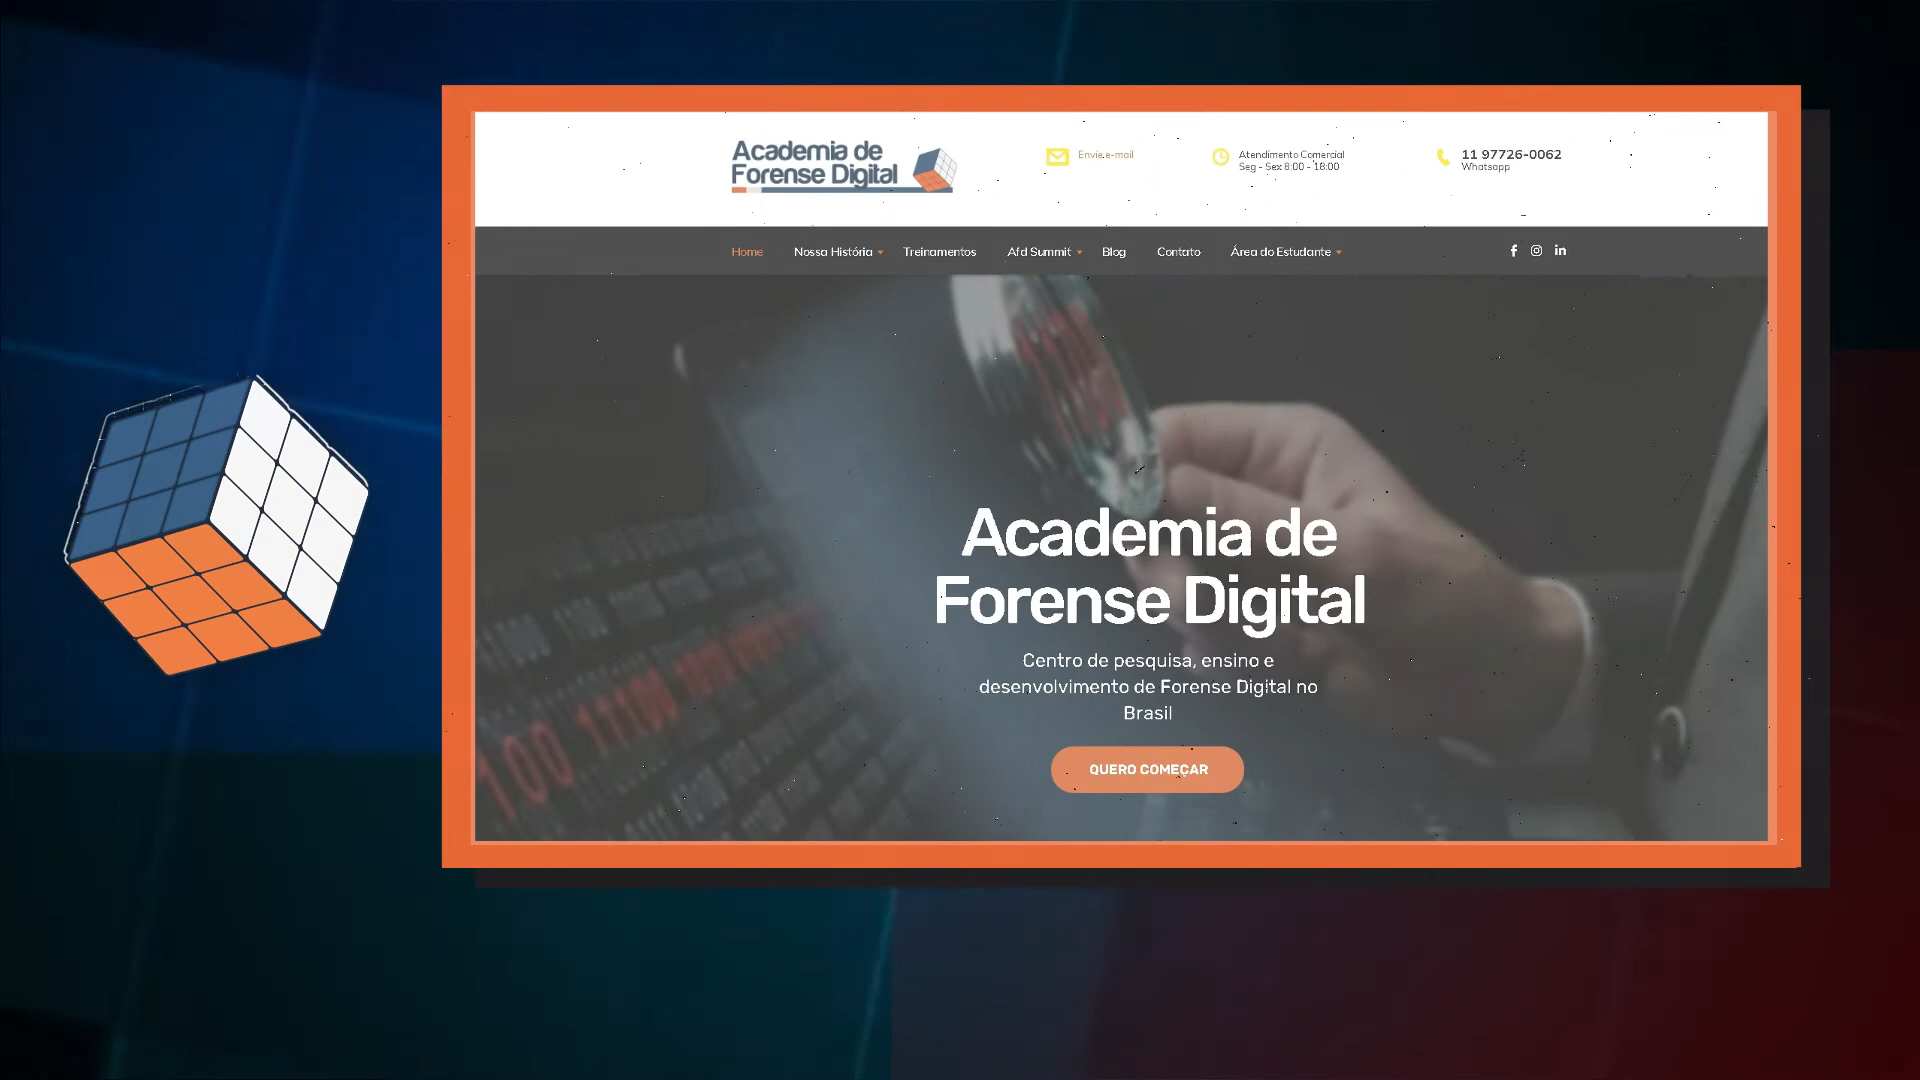 Academia de
Forense Digital
Envie e-mail
Atendimento Comercial
Seg - Sex 8:00 - 18:00
11 97726-0062
Whatsapp
Home
Nossa História
Treinamentos
Afd Summit
Blog
Contato
Área do Estudante
Academia de
Forense Digital
Centro de pesquisa, ensino e
desenvolvimento de Forense Digital no
Brasil
QUERO COMEÇAR
100 11100